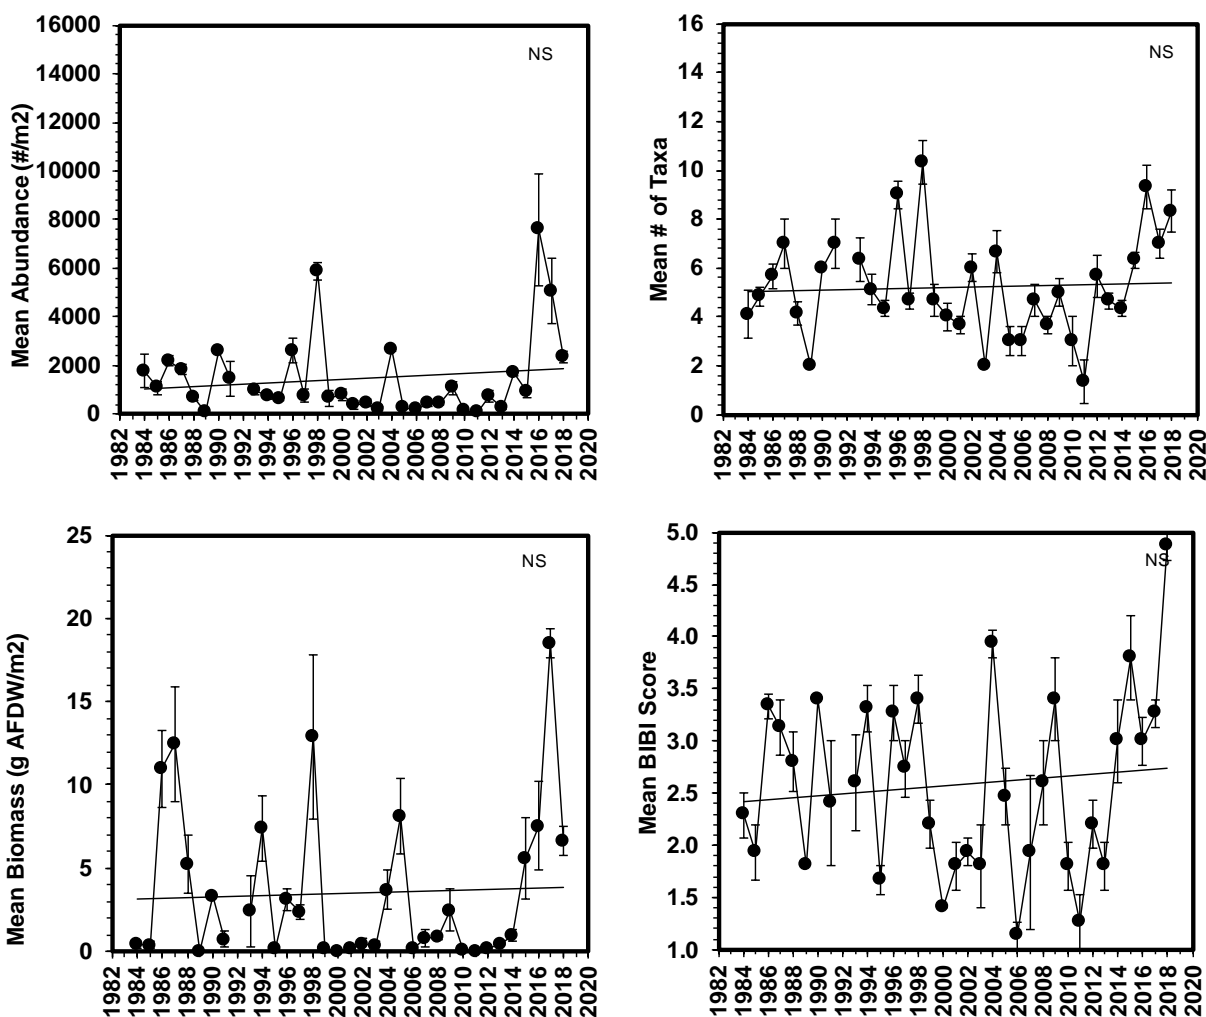 Mean Abundance (#/m2)
16000
14000
12000
10000
8000
6000
4000
2000
0
NS
1982 1984 1986 1988 1990 1992 1994 1996 1998 2000 2002 2004 2006 2008 2010 2012 2014 2016 2018 2020
Mean # of Taxa
16
14
12
10
8
6
4
2
0
NS
1982 1984 1986 1988 1990 1992 1994 1996 1998 2000 2002 2004 2006 2008 2010 2012 2014 2016 2018 2020
Mean Biomass (g AFDW/m2)
25
20
15
10
5
0
NS
1982 1984 1986 1988 1990 1992 1994 1996 1998 2000 2002 2004 2006 2008 2010 2012 2014 2016 2018 2020
Mean BIBI Score
5.0
4.5
4.0
3.5
3.0
2.5
2.0
1.5
1.0
NS
1982 1984 1986 1988 1990 1992 1994 1996 1998 2000 2002 2004 2006 2008 2010 2012 2014 2016 2018 2020